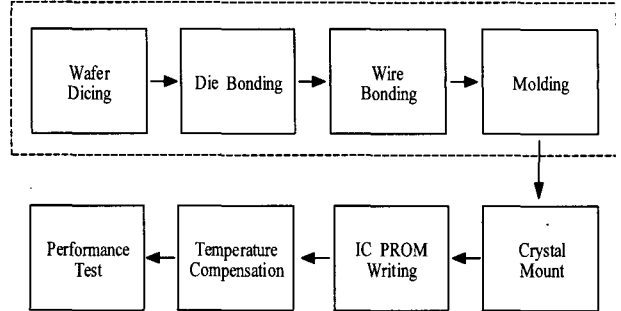 Wafer
Dicing
Die Bonding
Wire
Bonding
Molding
Performance
Test
Temperature
Compensation
IC PROM
Writing
Crystal
Mount